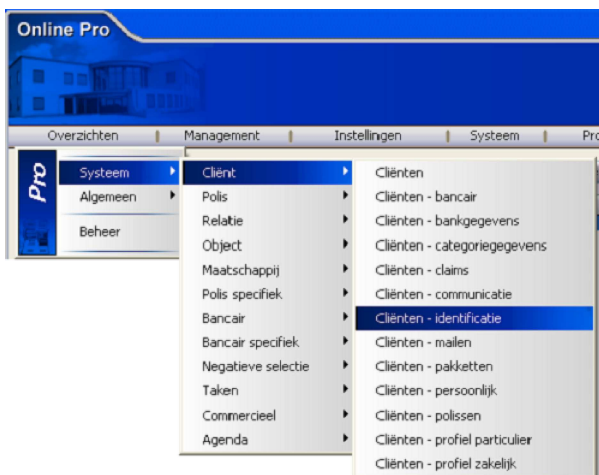 Online Pro
Overzichten | Management | Instellingen | Systeem | Pro
Pro
Systeem
Algemeen
Beheer
Cliënt
Polis
Relatie
Object
Maatschappij
Polis specifiek
Bancair
Bancair specifiek
Negatieve selectie
Taken
Commercieel
Agenda
Cliënten
Cliënten - bancair
Cliënten - bankgegevens
Cliënten - categoriegegevens
Cliënten - claims
Cliënten - communicatie
Cliënten - identificatie
Cliënten - mailen
Cliënten - pakketten
Cliënten - persoonlijk
Cliënten - polissen
Cliënten - profiel particulier
Cliënten - profiel zakelijk